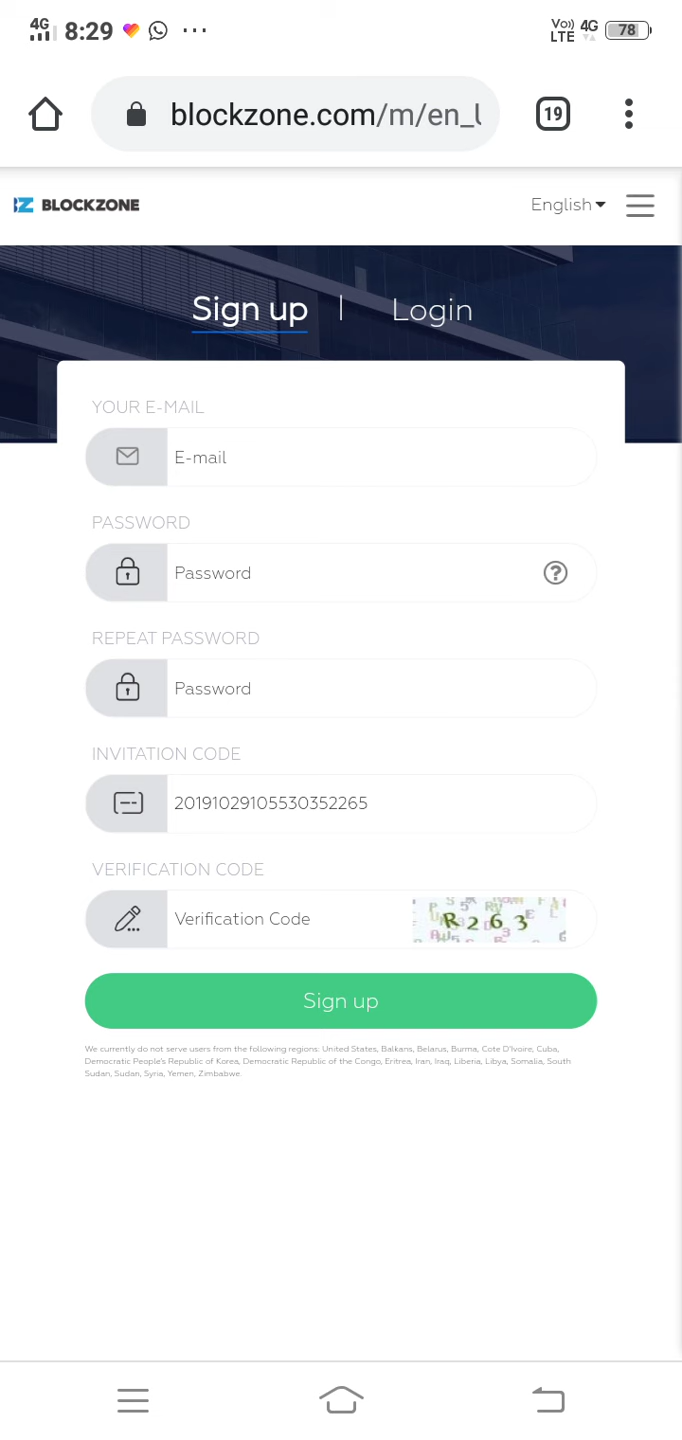 4G 8:29 ... Vo)) LTE 4G 78
blockzone.com/m/en_U 19
BLOCKZONE English
Sign up | Login
YOUR E-MAIL
E-mail
PASSWORD
Password ?
REPEAT PASSWORD
Password
INVITATION CODE
20191029105530352265
VERIFICATION CODE
Verification Code R263
Sign up
We currently do not serve users from the following regions: United States, Balkans, Belarus, Burma, Cote D'Ivoire, Cuba,
Democratic People's Republic of Korea, Democratic Republic of the Congo, Eritrea, Iran, Iraq, Liberia, Libya, Somalia, South
Sudan, Sudan, Syria, Yemen, Zimbabwe.